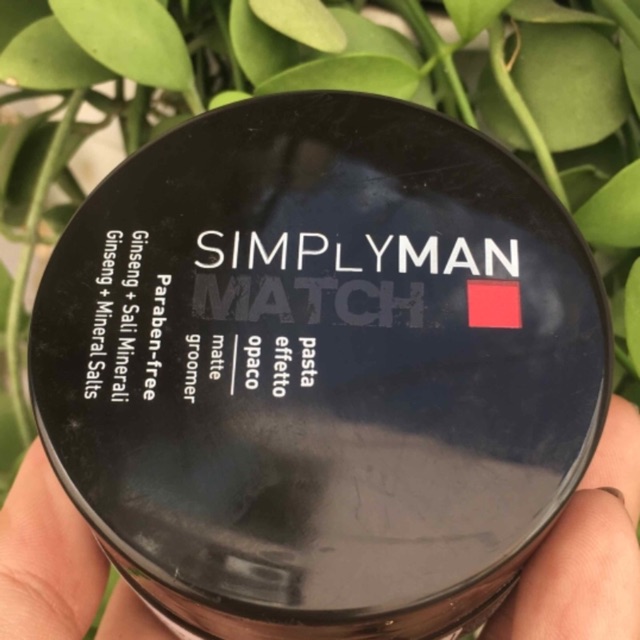 SIMPLYMAN
MATCH
pasta
effetto
opaco
matte
groomer
Paraben-free
Ginseng + Sali Minerali
Ginseng + Mineral Salts